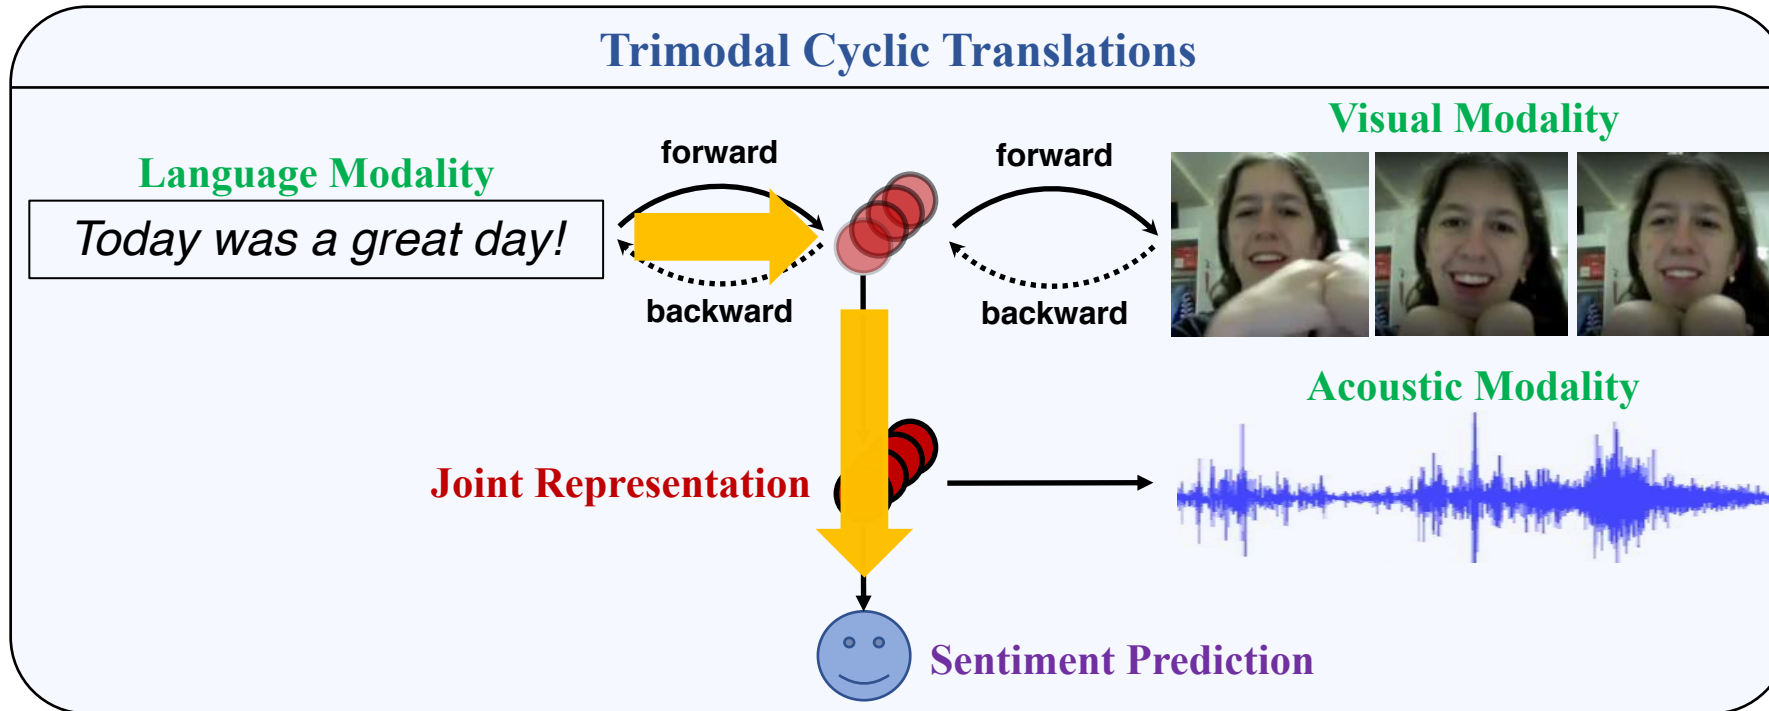 Trimodal Cyclic Translations
Visual Modality
forward
forward
Language Modality
Today was a great day!
backward
backward
Acoustic Modality
Joint Representation
Sentiment Prediction